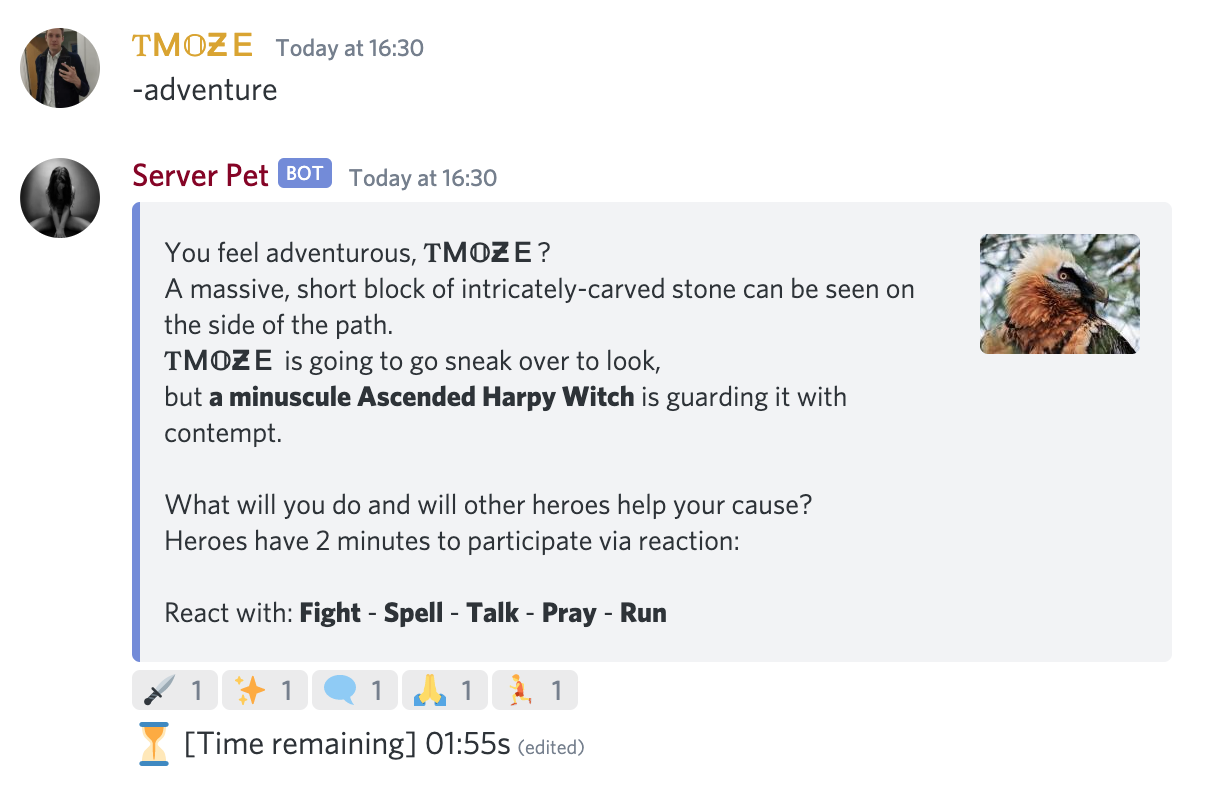 𝕋M𝕆Ƶ E Today at 16:30
-adventure
Server Pet BOT Today at 16:30
You feel adventurous, 𝕋M𝕆Ƶ E ?
A massive, short block of intricately-carved stone can be seen on
the side of the path.
𝕋M𝕆Ƶ E is going to go sneak over to look,
but a minuscule Ascended Harpy Witch is guarding it with
contempt.
What will you do and will other heroes help your cause?
Heroes have 2 minutes to participate via reaction:
React with: Fight - Spell - Talk - Pray - Run
1 1 1 1 1
[Time remaining] 01:55s (edited)